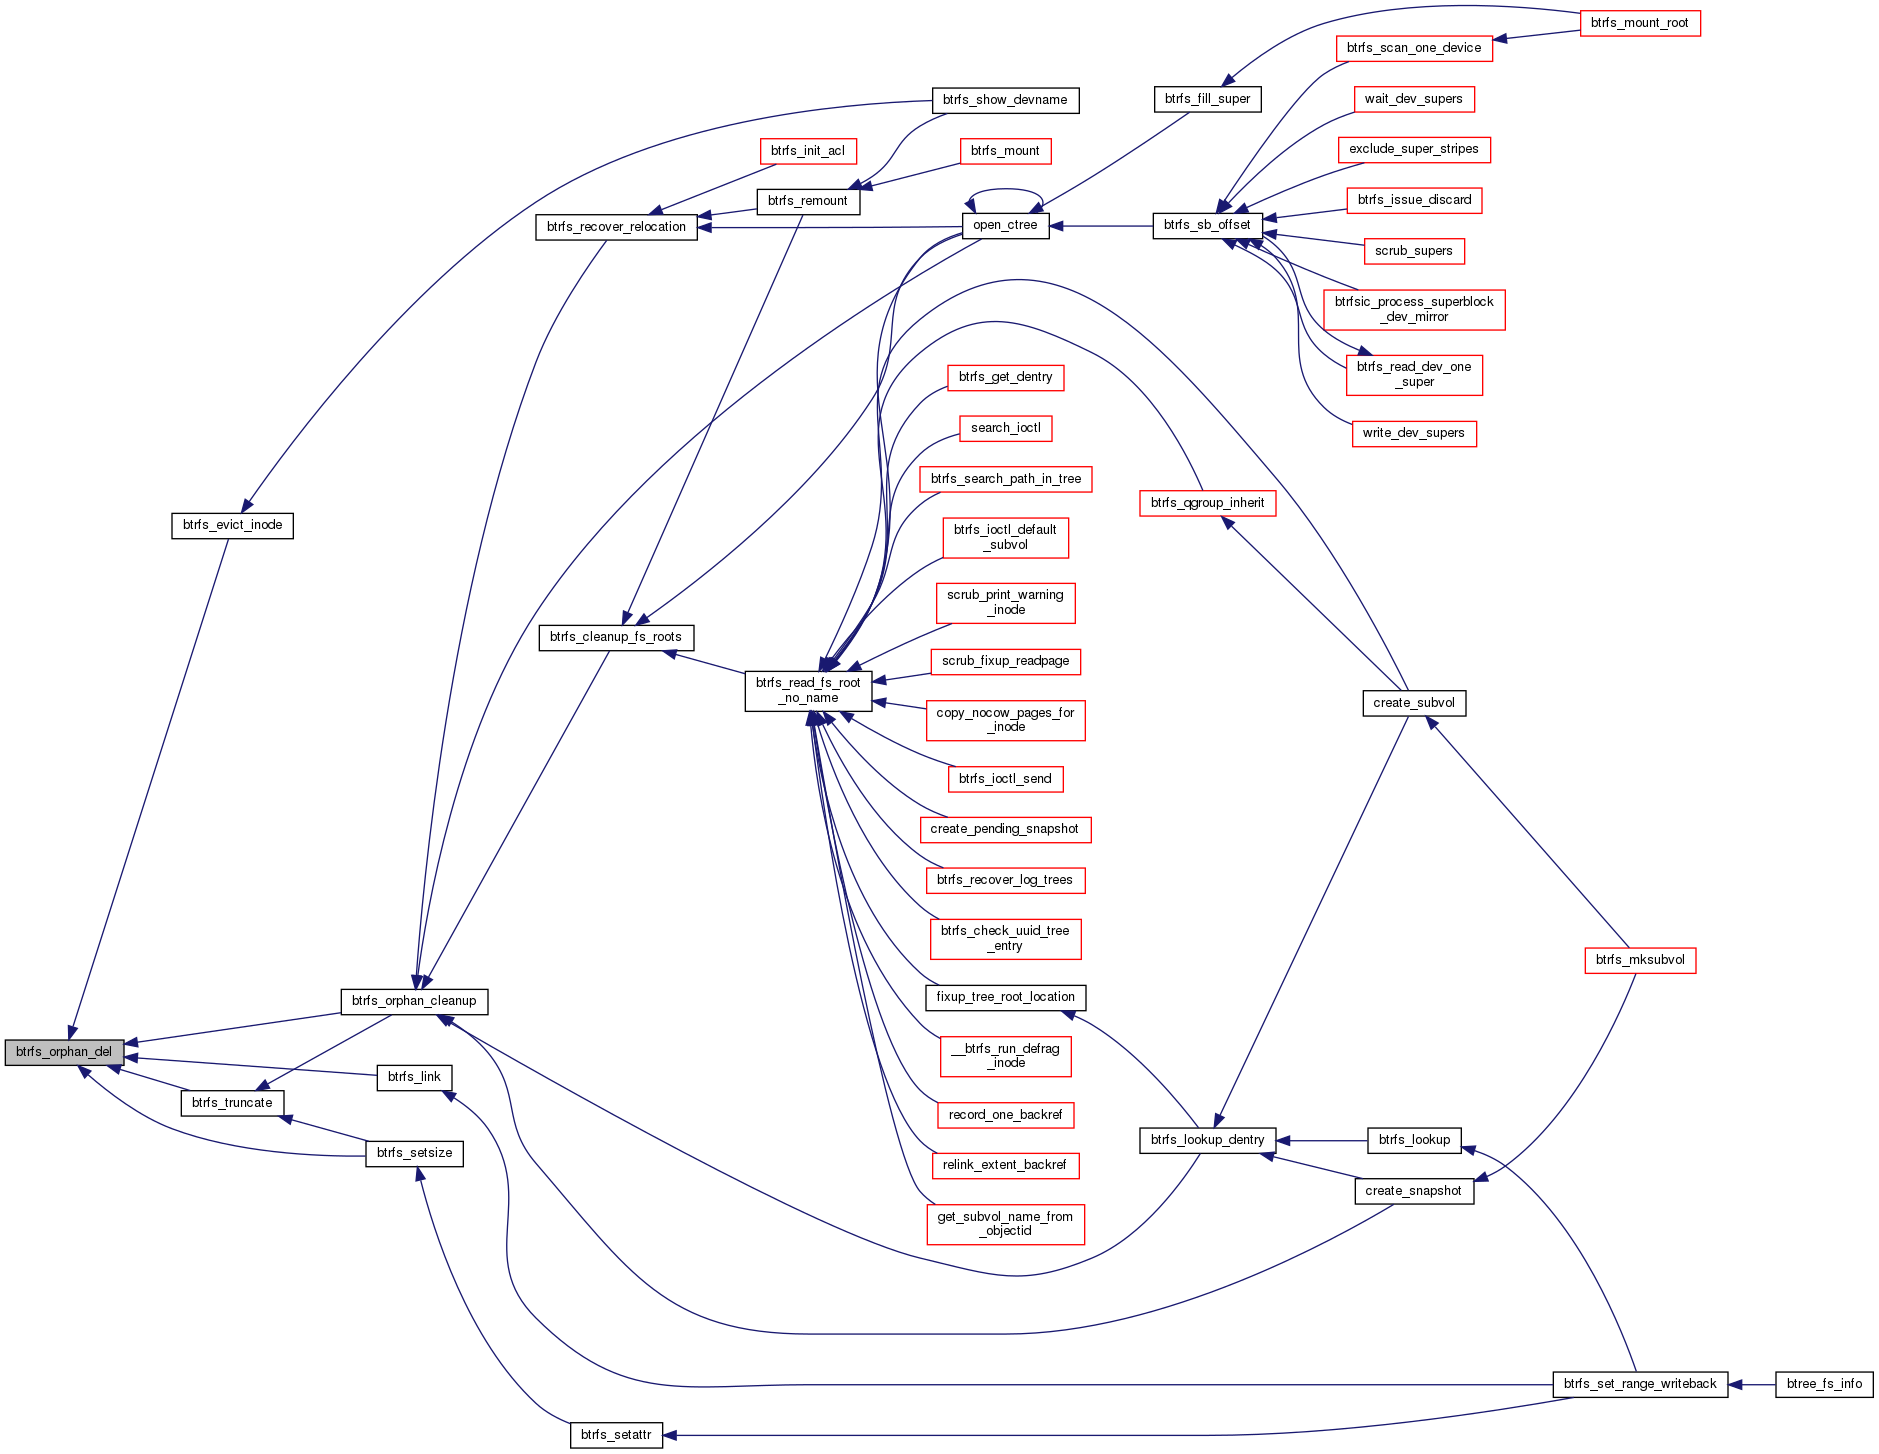 btrfs_mount_root
btrfs_scan_one_device
btrfs_show_devname
btrfs_fill_super
wait_dev_supers
btrfs_init_acl
btrfs_mount
exclude_super_stripes
btrfs_remount
btrfs_issue_discard
btrfs_recover_relocation
open_ctree
btrfs_sb_offset
scrub_supers
btrfsic_process_superblock
_dev_mirror
btrfs_read_dev_one
_super
btrfs_get_dentry
search_ioctl
write_dev_supers
btrfs_search_path_in_tree
btrfs_qgroup_inherit
btrfs_evict_inode
btrfs_ioctl_default
_subvol
scrub_print_warning
_inode
btrfs_cleanup_fs_roots
scrub_fixup_readpage
btrfs_read_fs_root
_no_name
create_subvol
copy_nocow_pages_for
_inode
btrfs_ioctl_send
create_pending_snapshot
btrfs_recover_log_trees
btrfs_check_uuid_tree
_entry
btrfs_mksubvol
btrfs_orphan_cleanup
fixup_tree_root_location
btrfs_orphan_del
__btrfs_run_defrag
_inode
btrfs_link
btrfs_truncate
record_one_backref
btrfs_setsize
btrfs_lookup_dentry
btrfs_lookup
relink_extent_backref
create_snapshot
get_subvol_name_from
_objectid
btrfs_set_range_writeback
btree_fs_info
btrfs_setattr